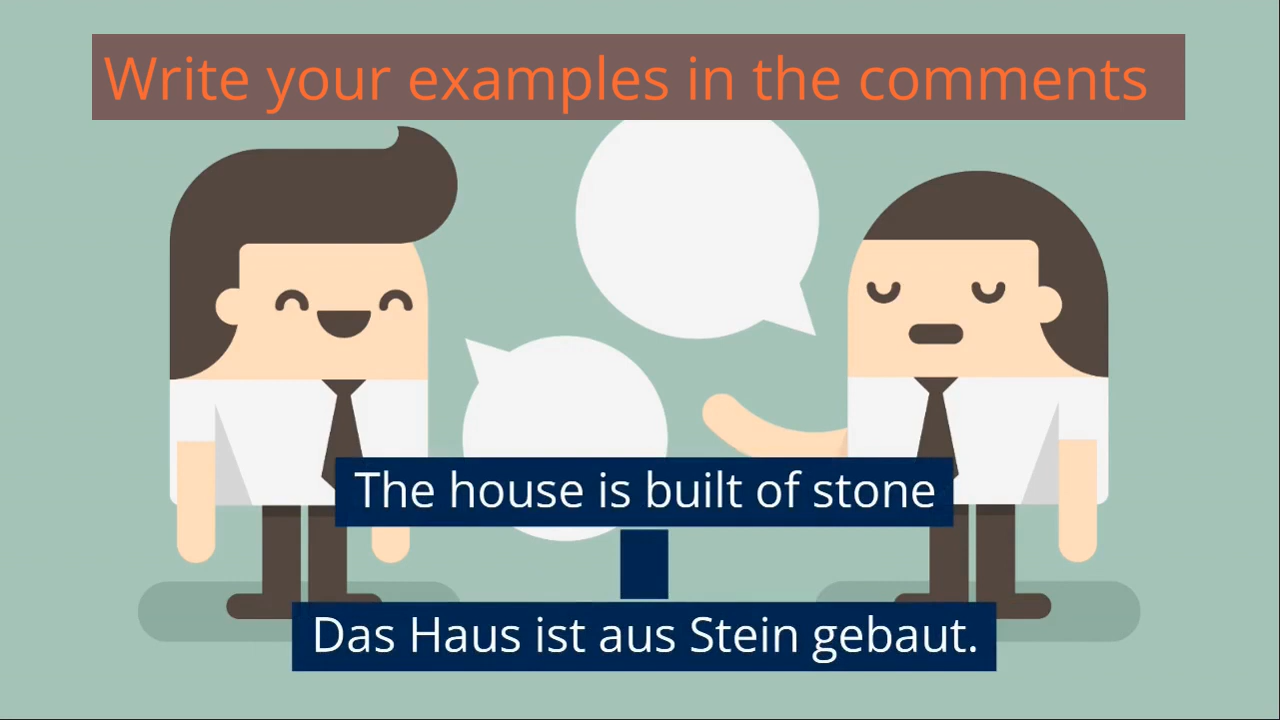 Write your examples in the comments
The house is built of stone
Das Haus ist aus Stein gebaut.